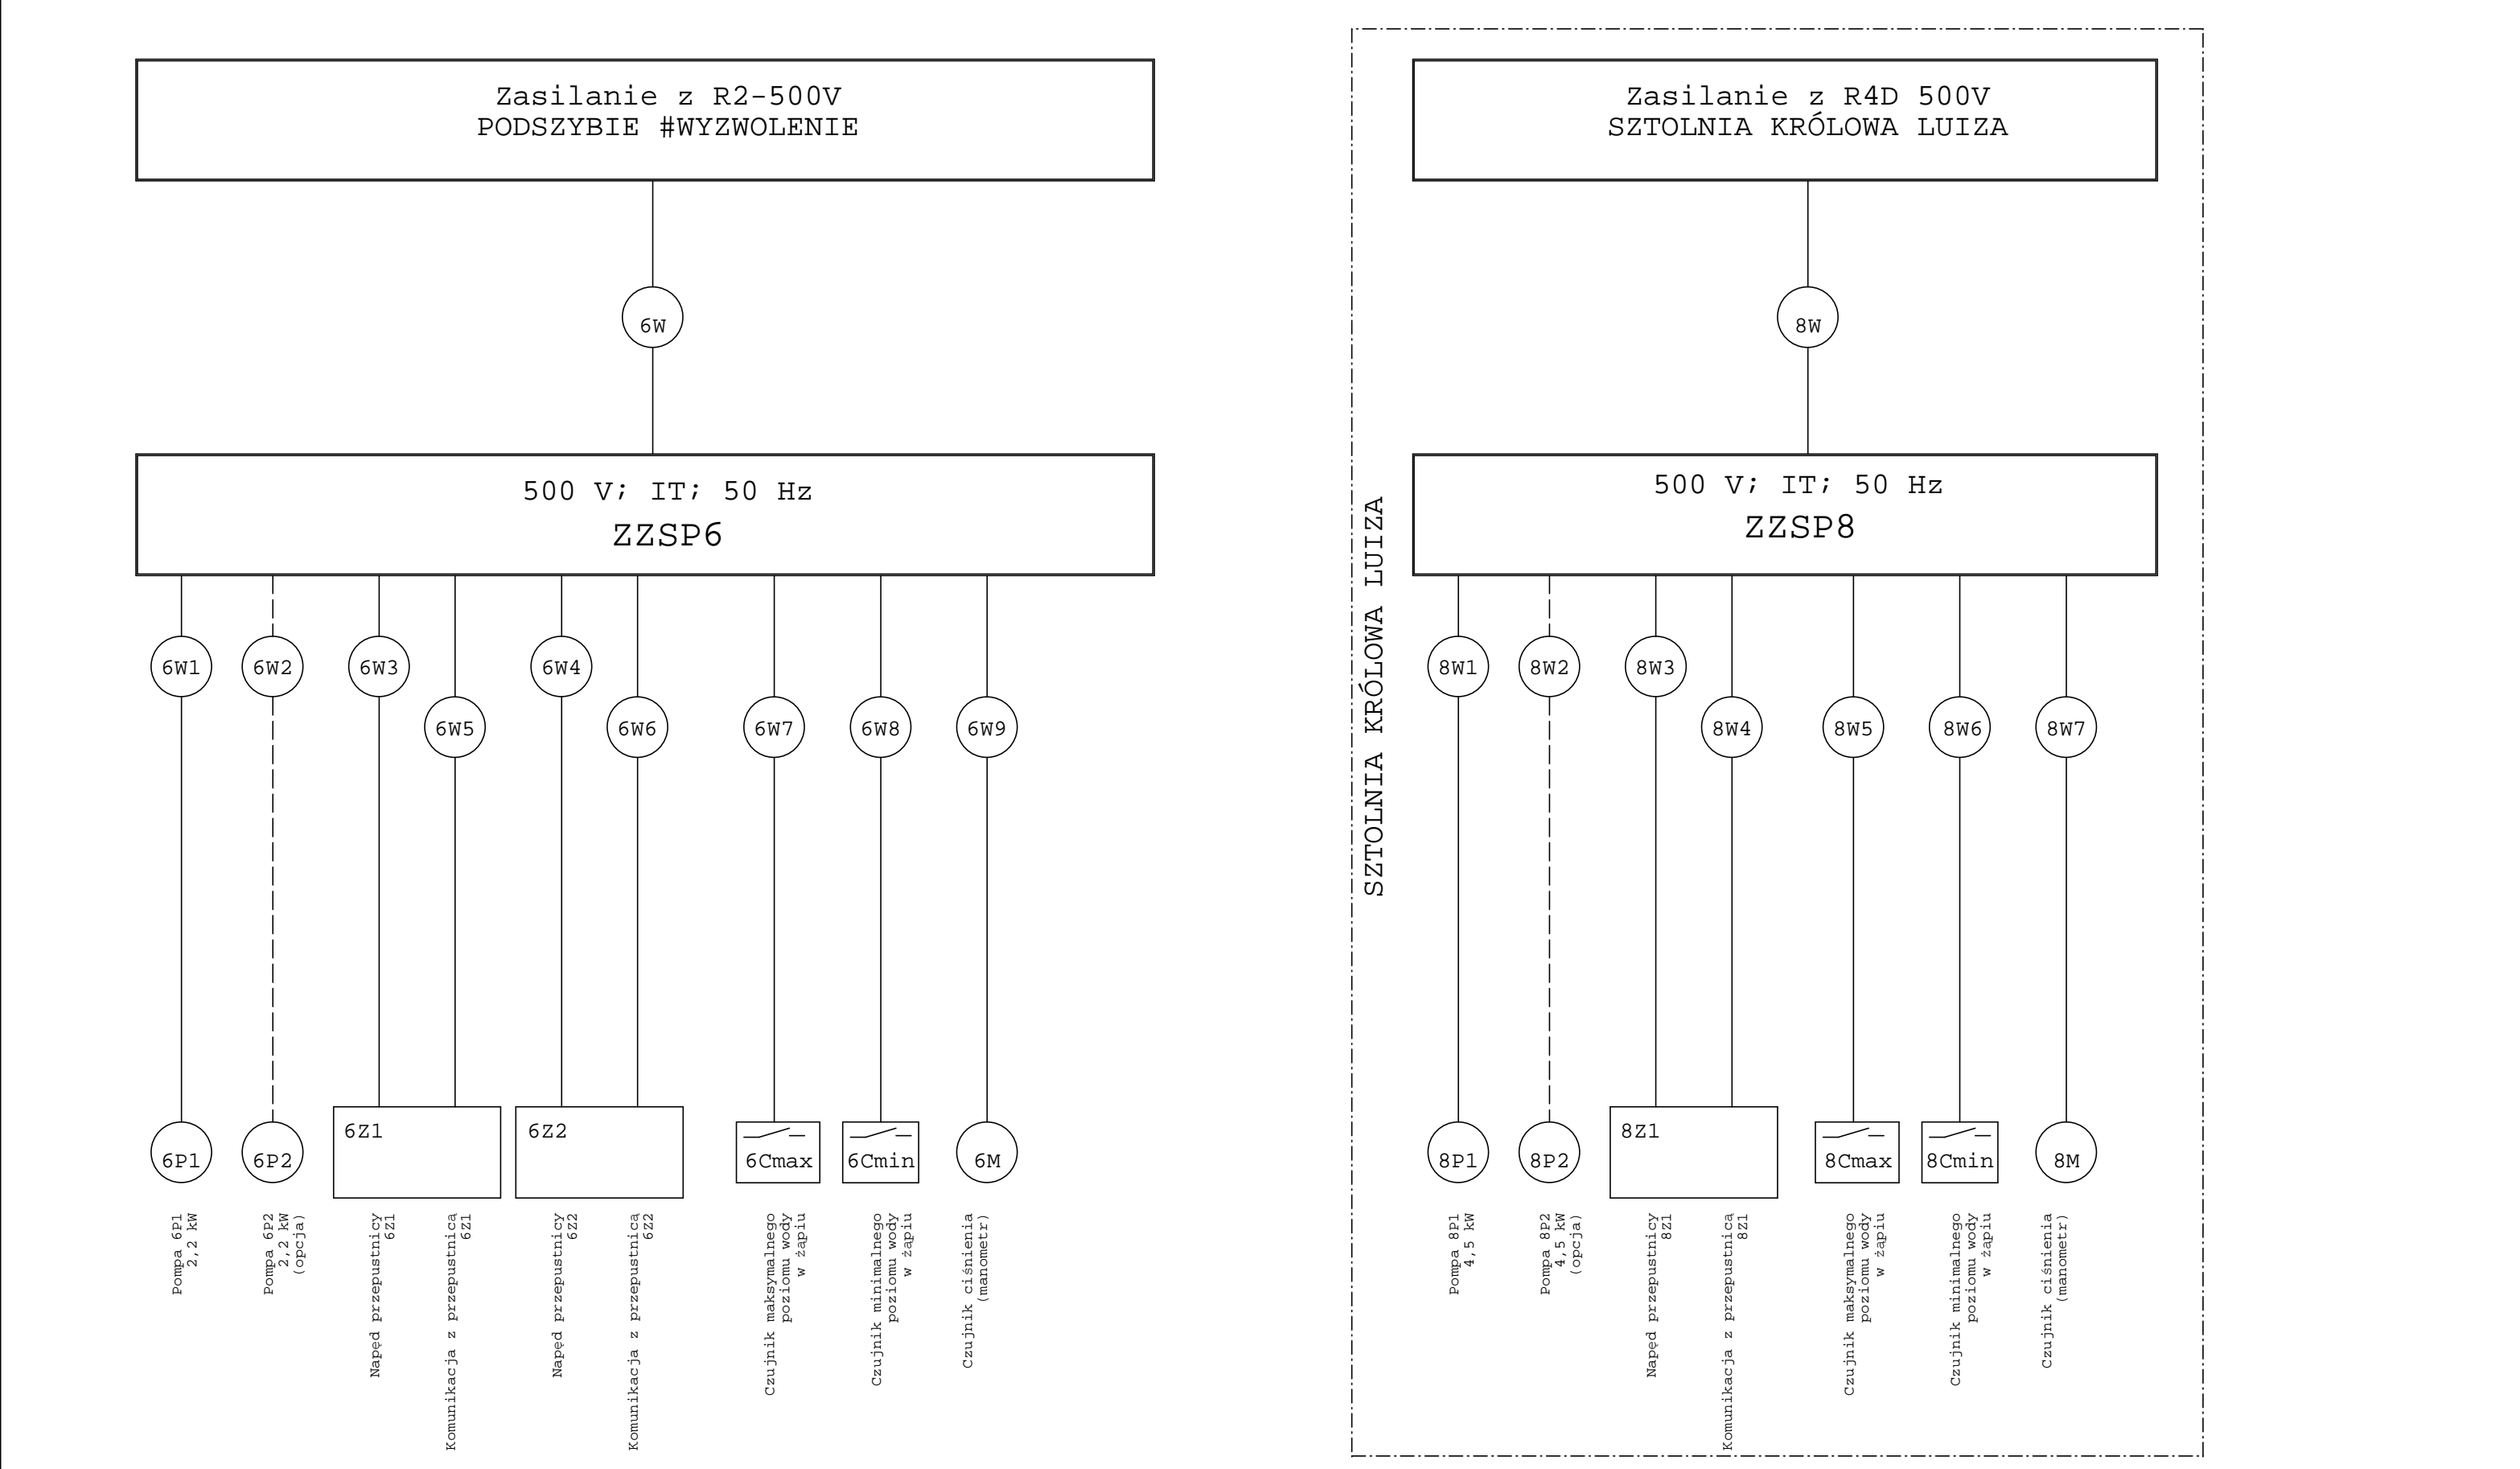 Zasilanie z R2-500V
PODSZYBIE #WYZWOLENIE
6W
500 V; IT; 50 Hz
ZZSP6
6W1
6W2
6W3
6W4
6W5
6W6
6W7
6W8
6W9
6P1
6P2
6Z1
6Z2
6Cmax
6Cmin
6M
Pompa 6P1
2,2 kW
Pompa 6P2
2,2 kW
(opcja)
Napęd przepustnicy
6Z1
Komunikacja z przepustnicą
6Z1
Napęd przepustnicy
6Z2
Komunikacja z przepustnicą
6Z2
Czujnik maksymalnego
poziomu wody
w żąpiu
Czujnik minimalnego
poziomu wody
w żąpiu
Czujnik ciśnienia
(manometr)
SZTOLNIA KRÓLOWA LUIZA
Zasilanie z R4D 500V
SZTOLNIA KRÓLOWA LUIZA
8W
500 V; IT; 50 Hz
ZZSP8
8W1
8W2
8W3
8W4
8W5
8W6
8W7
8P1
8P2
8Z1
8Cmax
8Cmin
8M
Pompa 8P1
4,5 kW
Pompa 8P2
4,5 kW
(opcja)
Napęd przepustnicy
8Z1
Komunikacja z przepustnicą
8Z1
Czujnik maksymalnego
poziomu wody
w żąpiu
Czujnik minimalnego
poziomu wody
w żąpiu
Czujnik ciśnienia
(manometr)